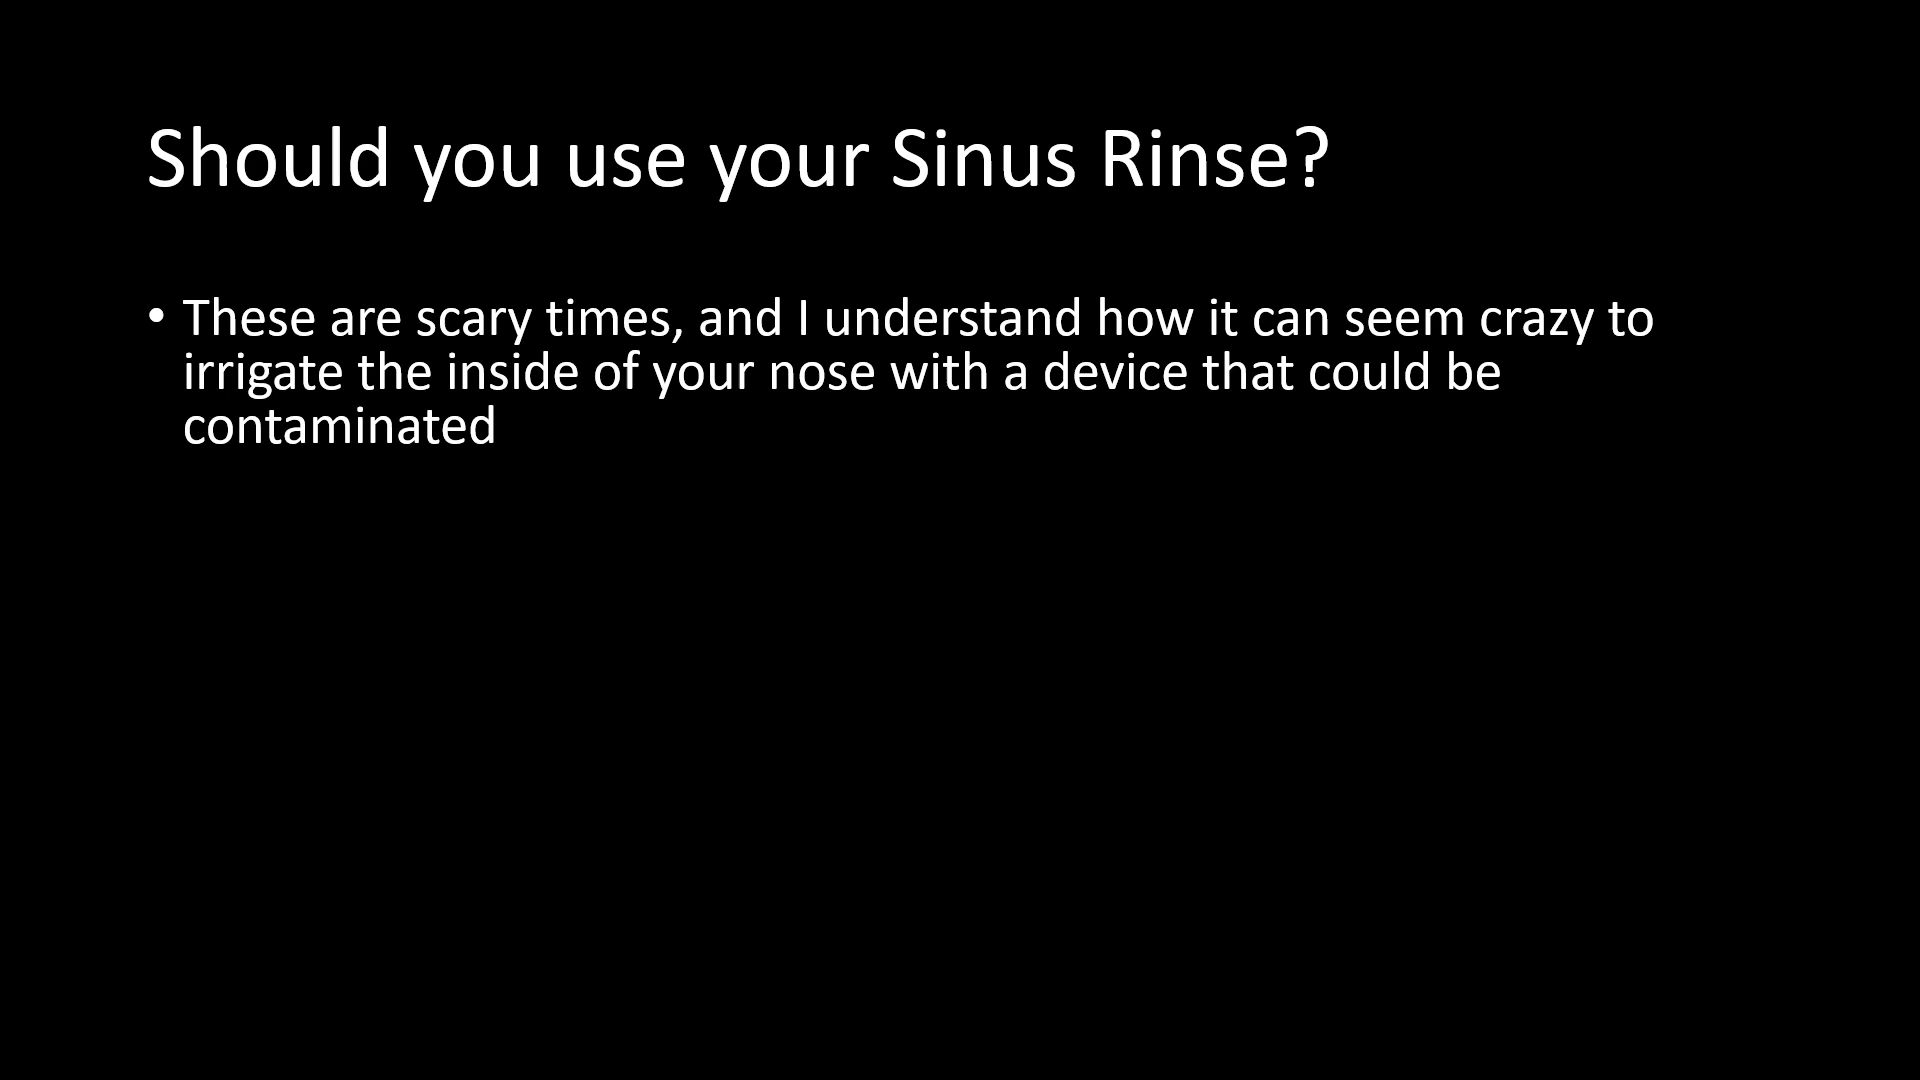 Should you use your Sinus Rinse?
• These are scary times, and I understand how it can seem crazy to
irrigate the inside of your nose with a device that could be
contaminated